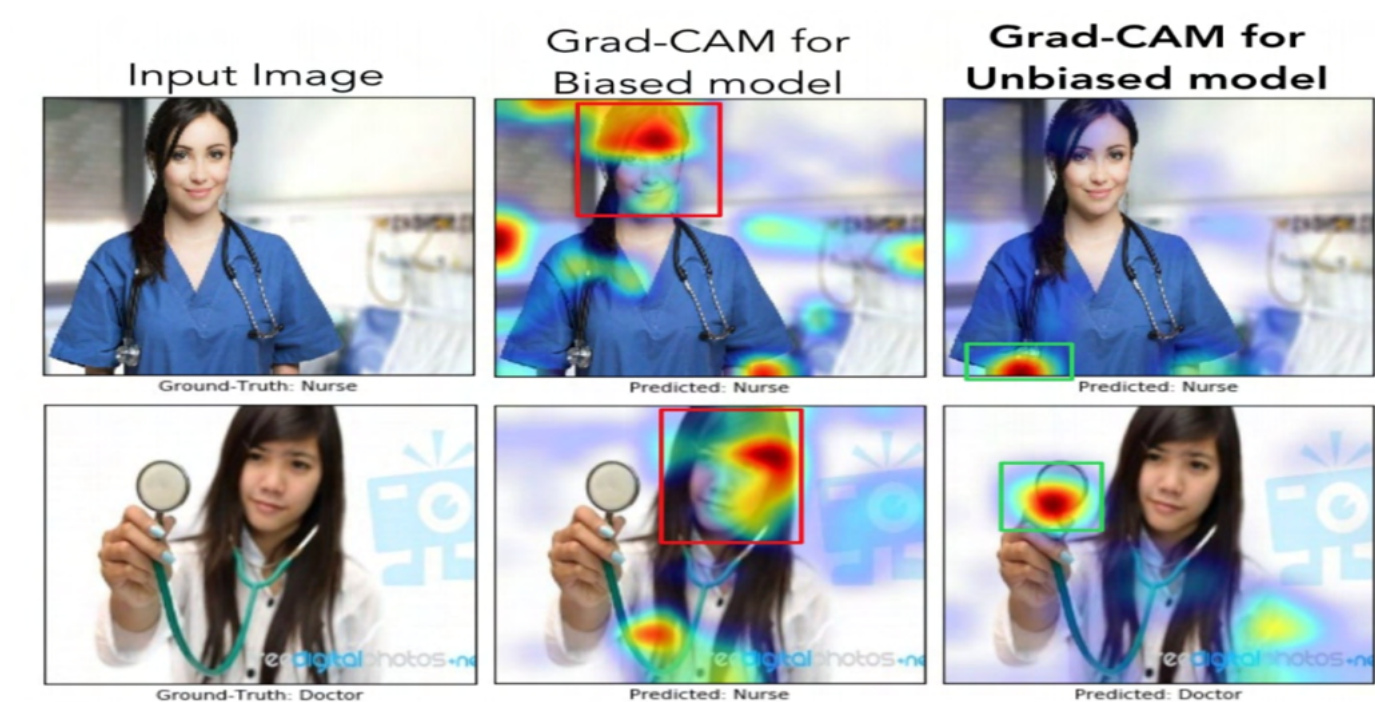 Input Image
Grad-CAM for
Biased model
Grad-CAM for
Unbiased model
Ground-Truth: Nurse
Predicted: Nurse
Predicted: Nurse
Ground-Truth: Doctor
Predicted: Nurse
Predicted: Doctor